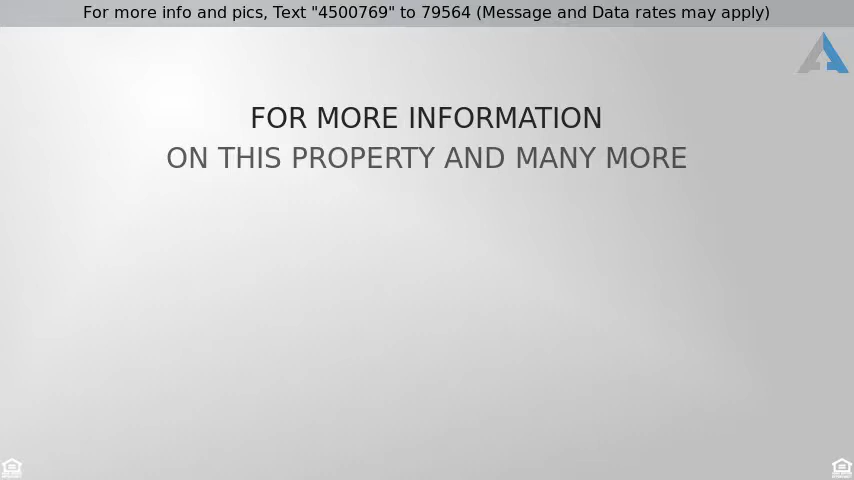 For more info and pics, Text "4500769" to 79564 (Message and Data rates may apply)
FOR MORE INFORMATION
ON THIS PROPERTY AND MANY MORE